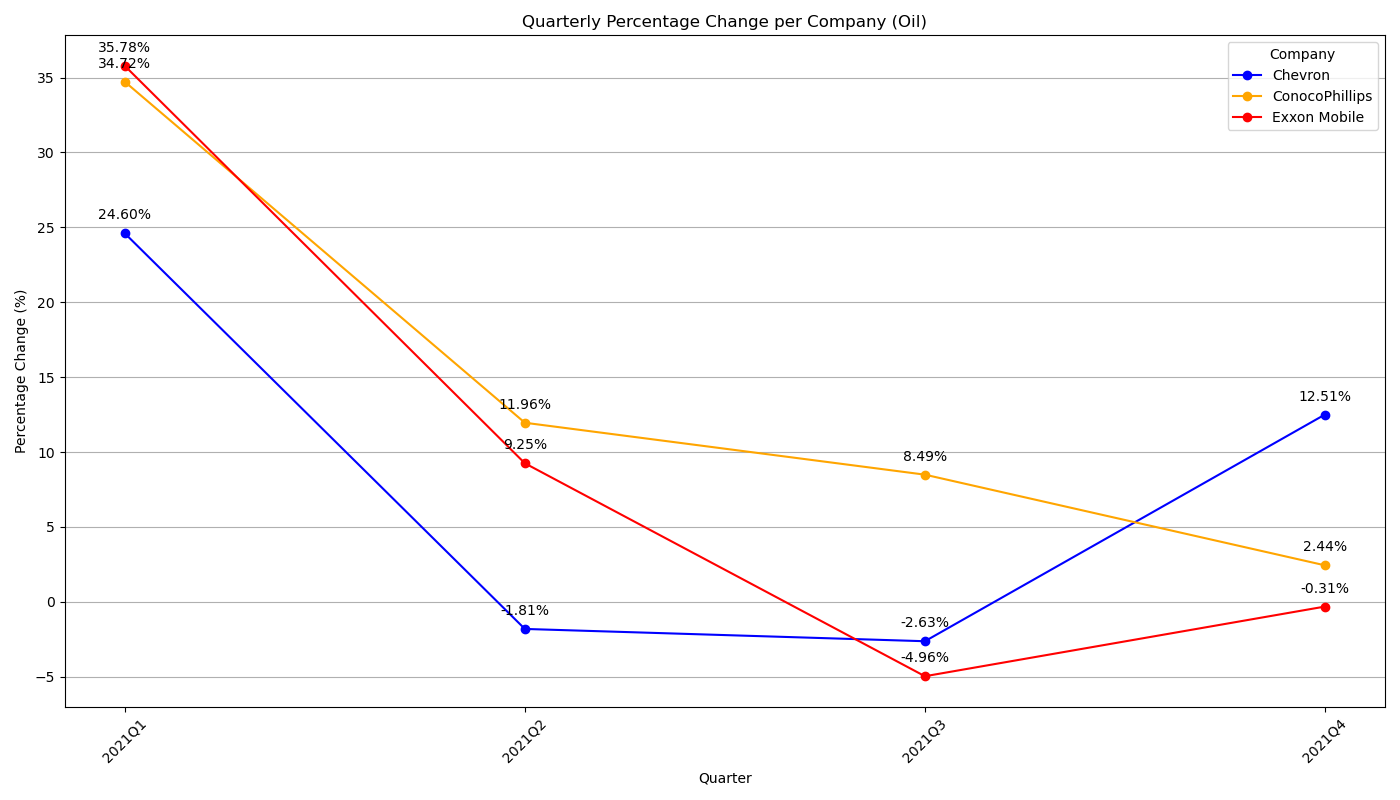 Quarterly Percentage Change per Company (Oil)
Company
Chevron
ConocoPhillips
Exxon Mobile
Percentage Change (%)
35
30
25
20
15
10
5
0
−5
35.78%
34.72%
24.60%
11.96%
9.25%
-1.81%
8.49%
-2.63%
-4.96%
12.51%
2.44%
-0.31%
2021Q1
2021Q2
2021Q3
2021Q4
Quarter